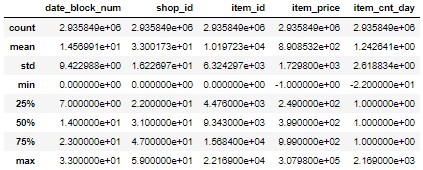 date_block_num shop_id item_id item_price item_cnt_day
count 2.935849e+06 2.935849e+06 2.935849e+06 2.935849e+06 2.935849e+06
mean 1.456991e+01 3.300173e+01 1.019723e+04 8.908532e+02 1.242641e+00
std 9.422988e+00 1.622697e+01 6.324297e+03 1.729800e+03 2.618834e+00
min 0.000000e+00 0.000000e+00 0.000000e+00 -1.000000e+00 -2.200000e+01
25% 7.000000e+00 2.200000e+01 4.476000e+03 2.490000e+02 1.000000e+00
50% 1.400000e+01 3.100000e+01 9.343000e+03 3.990000e+02 1.000000e+00
75% 2.300000e+01 4.700000e+01 1.568400e+04 9.990000e+02 1.000000e+00
max 3.300000e+01 5.900000e+01 2.216900e+04 3.079800e+05 2.169000e+03